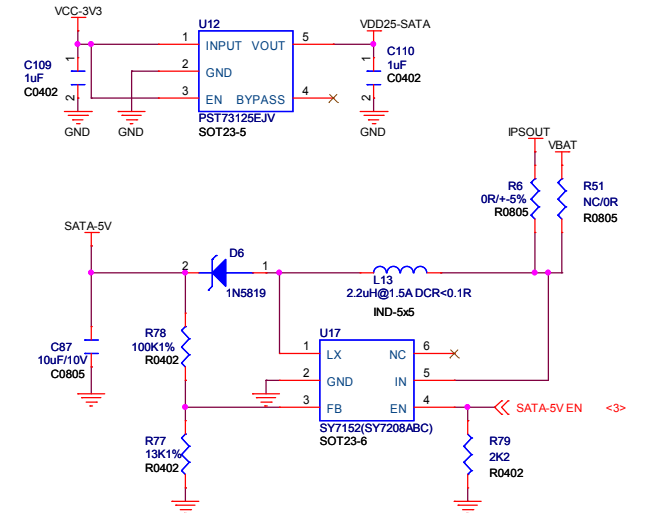 VCC-3V3
U12
VDD25-SATA
1 INPUT VOUT 5
2 GND
3 EN BYPASS 4
PST73125EJV
SOT23-5
C109
1uF
C0402
1
2
C110
1uF
C0402
1
2
GND
GND
GND
IPSOUT
VBAT
R6
0R/+-5%
R0805
R51
NC/0R
R0805
SATA-5V
2
D6
1
1N5819
L13
2.2uH@1.5A DCR<0.1R
IND-5x5
C87
10uF/10V
C0805
R78
100K1%
R0402
U17
1 LX NC 6
2 GND IN 5
3 FB EN 4
SY7152(SY7208ABC)
SOT23-6
SATA-5V EN <3>
R77
13K1%
R0402
R79
2K2
R0402